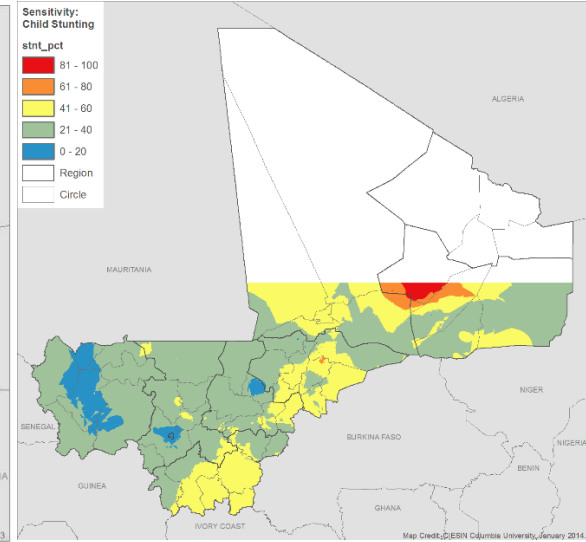 Sensitivity:
Child Stunting
stnt_pct
81 - 100
61 - 80
41 - 60
21 - 40
0 - 20
Region
Circle
ALGERIA
MAURITANIA
NIGER
SENEGAL
BURKINA FASO
NIGERIA
GUINEA
BENIN
GHANA
IVORY COAST
Map Credit: CIESIN Columbia University, January 2014